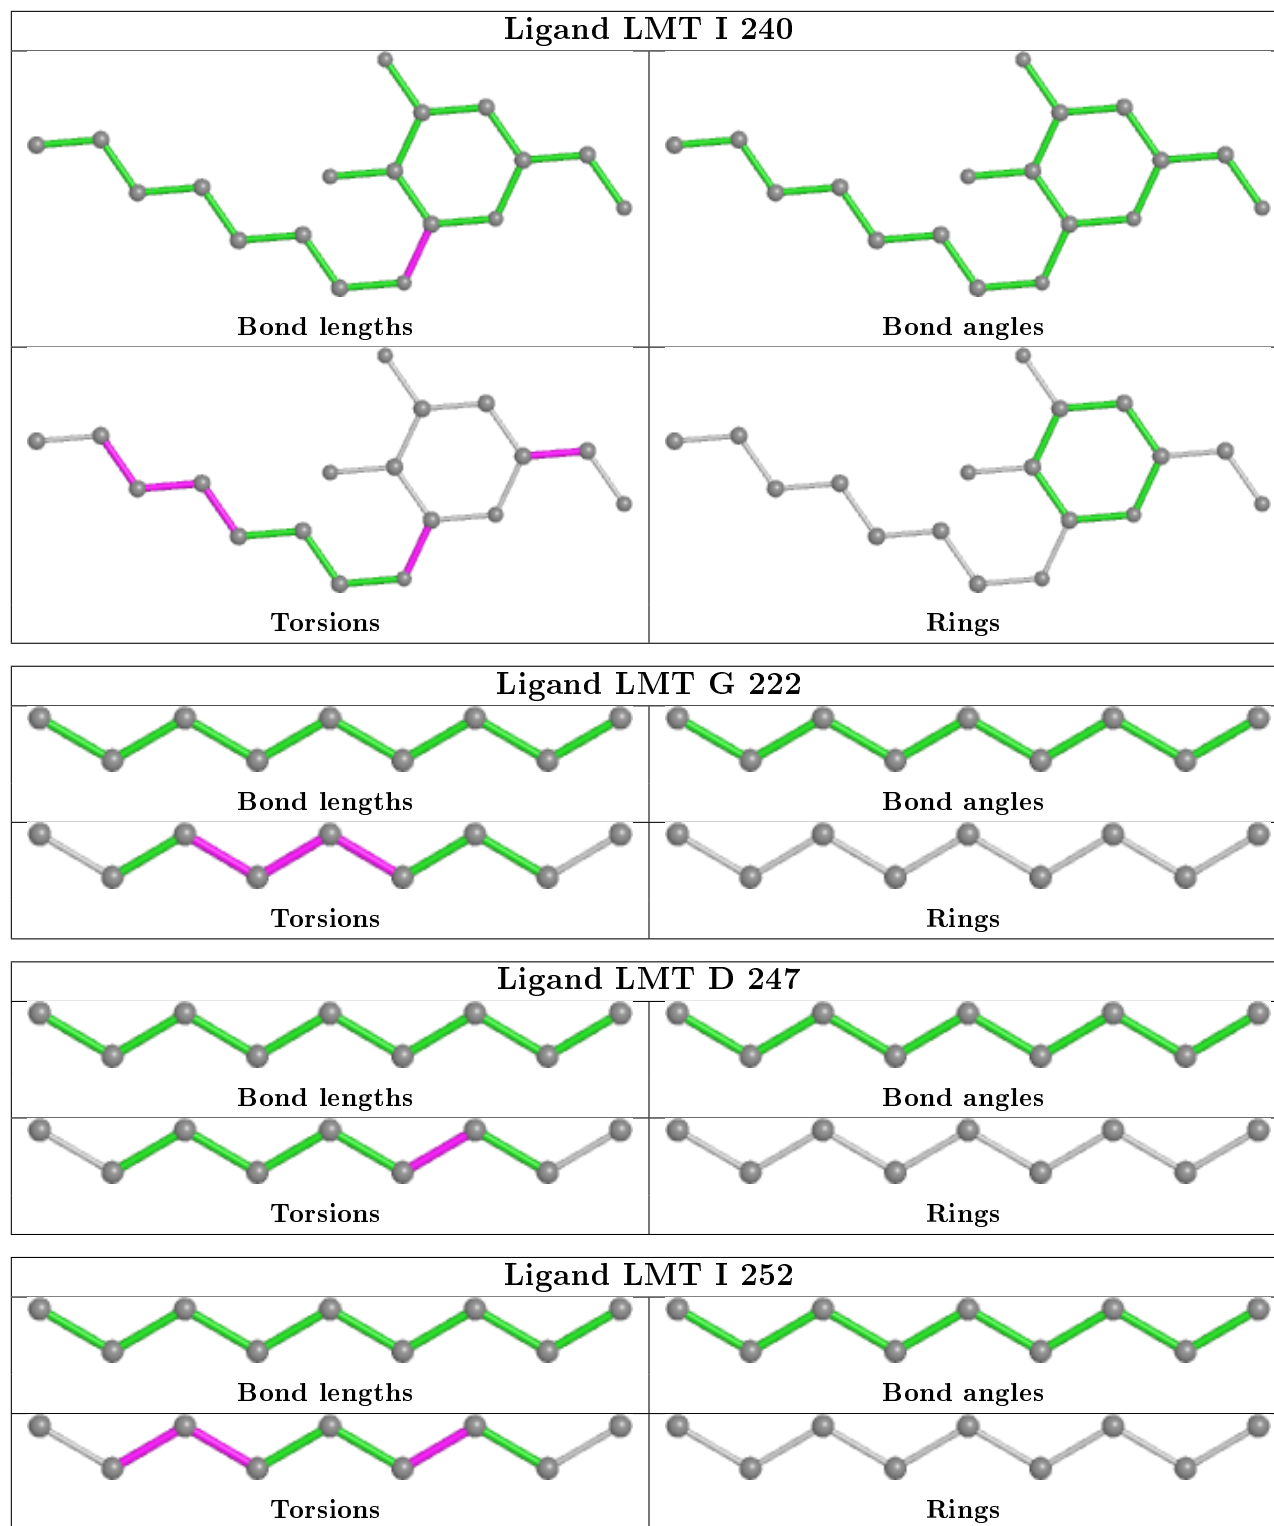 Ligand LMT I 240
Bond lengths
Bond angles
Torsions
Rings
Ligand LMT G 222
Bond lengths
Bond angles
Torsions
Rings
Ligand LMT D 247
Bond lengths
Bond angles
Torsions
Rings
Ligand LMT I 252
Bond lengths
Bond angles
Torsions
Rings